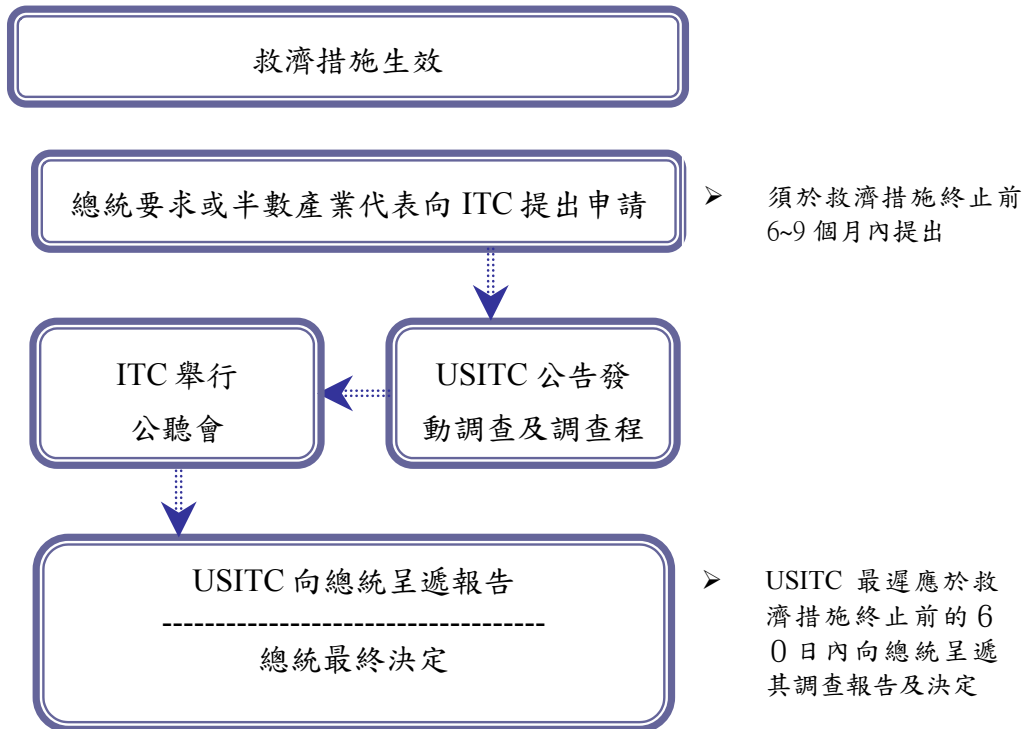 救濟措施生效
總統要求或半數產業代表向 ITC 提出申請
➢ 須於救濟措施終止前
6~9 個月內提出
ITC 舉行
公聽會
USITC 公告發
動調查及調查程
USITC 向總統呈遞報告
------------------------------------
總統最終決定
➢ USITC 最遲應於救
濟措施終止前的６
０日內向總統呈遞
其調查報告及決定